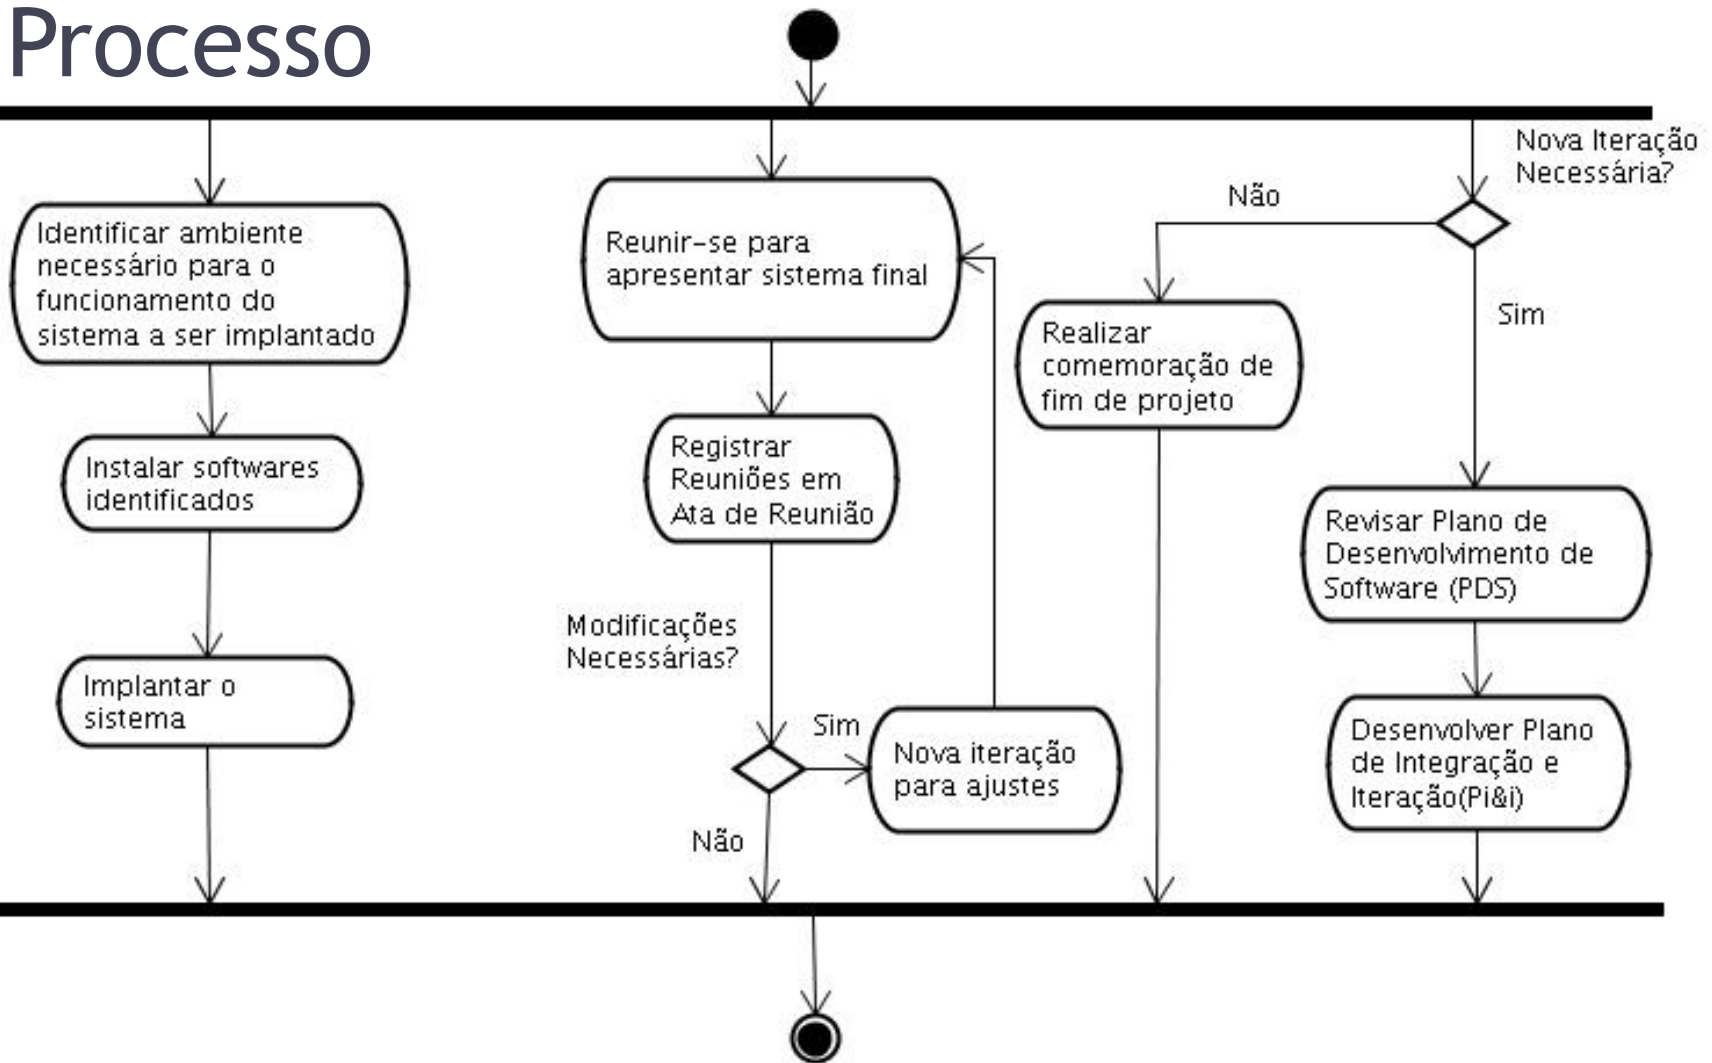 Processo
Identificar ambiente
necessário para o
funcionamento do
sistema a ser implantado
Instalar softwares
identificados
Implantar o
sistema
Reunir-se para
apresentar sistema final
Registrar
Reuniões em
Ata de Reunião
Modificações
Necessárias?
Sim
Nova iteração
para ajustes
Não
Nova Iteração
Necessária?
Não
Realizar
comemoração de
fim de projeto
Sim
Revisar Plano de
Desenvolvimento de
Software (PDS)
Desenvolver Plano
de Integração e
Iteração(Pi&i)